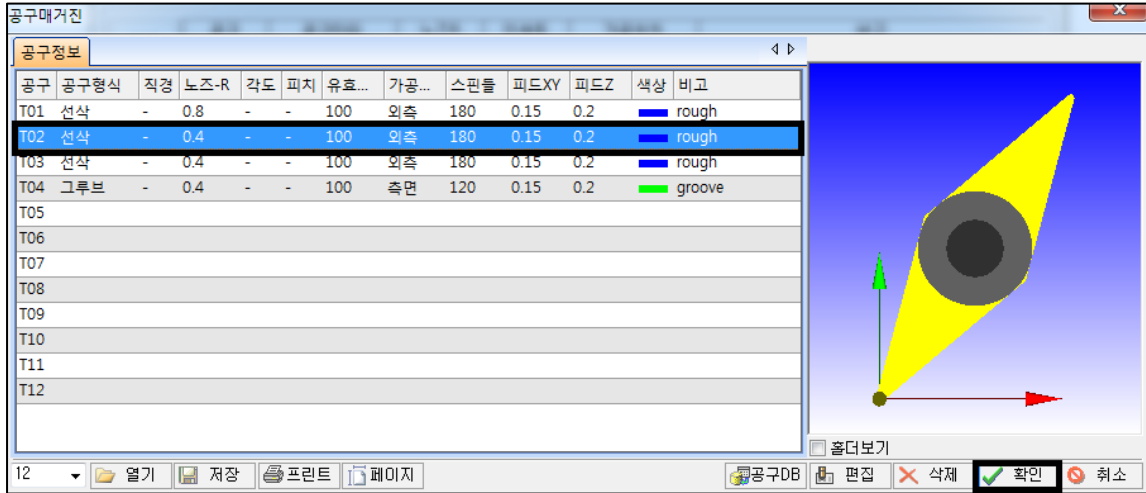 공구매거진
공구정보
공구 공구형식 직경 노즈-R 각도 피치 유효... 가공... 스핀들 피드XY 피드Z 색상 비고
T01 선삭 - 0.8 - - 100 외측 180 0.15 0.2 rough
T02 선삭 - 0.4 - - 100 외측 180 0.15 0.2 rough
T03 선삭 - 0.4 - - 100 외측 180 0.15 0.2 rough
T04 그루브 - 0.4 - - 100 측면 120 0.15 0.2 groove
T05
T06
T07
T08
T09
T10
T11
T12
홀더보기
12 열기 저장 프린트 페이지 공구DB 편집 삭제 확인 취소